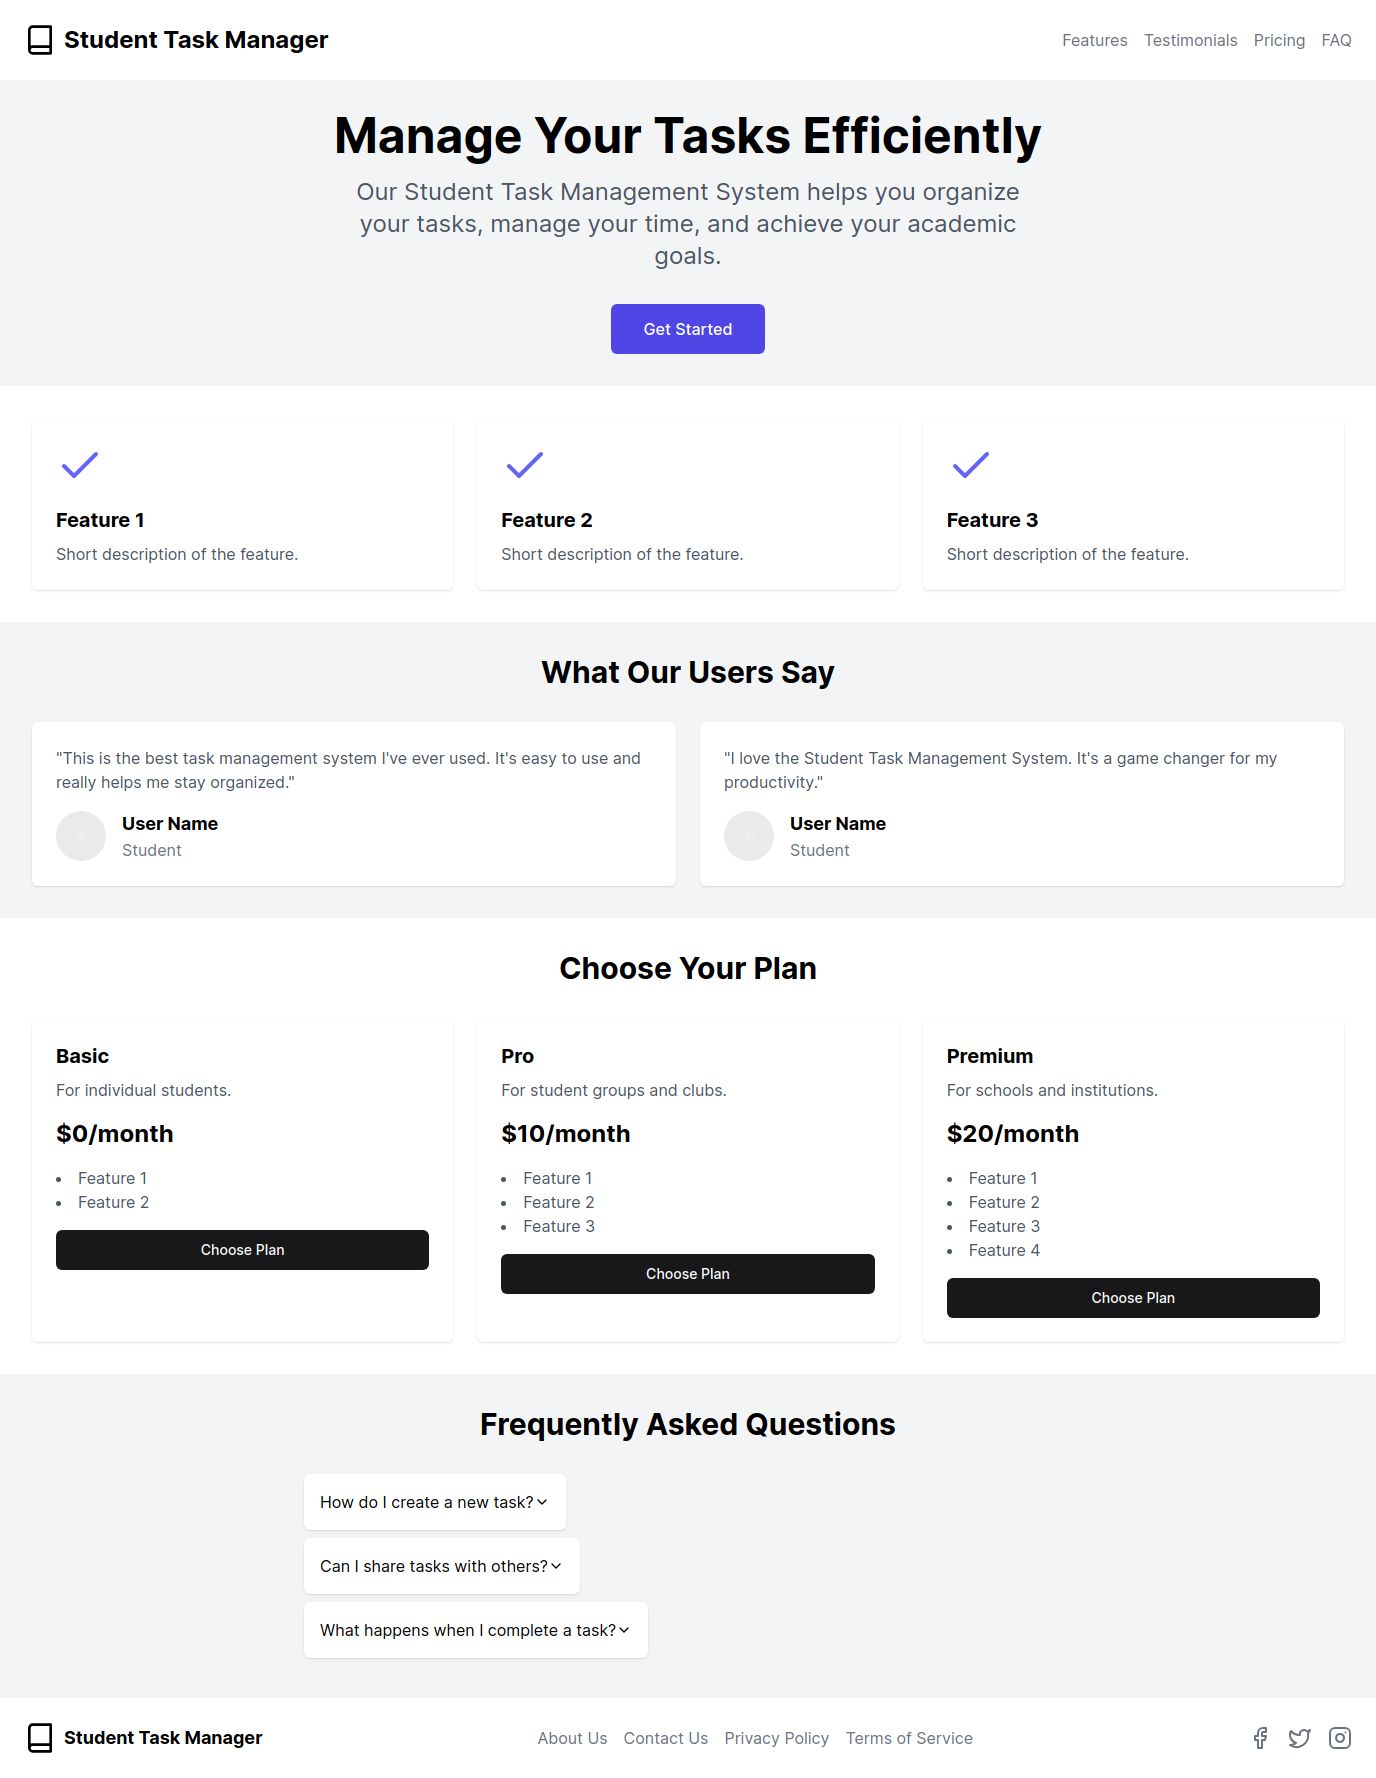 Student Task Manager
Features Testimonials Pricing FAQ
Manage Your Tasks Efficiently
Our Student Task Management System helps you organize
your tasks, manage your time, and achieve your academic
goals.
Get Started
Feature 1
Short description of the feature.
Feature 2
Short description of the feature.
Feature 3
Short description of the feature.
What Our Users Say
"This is the best task management system I've ever used. It's easy to use and
really helps me stay organized."
User Name
Student
"I love the Student Task Management System. It's a game changer for my
productivity."
User Name
Student
Choose Your Plan
Basic
For individual students.
$0/month
• Feature 1
• Feature 2
Choose Plan
Pro
For student groups and clubs.
$10/month
• Feature 1
• Feature 2
• Feature 3
Choose Plan
Premium
For schools and institutions.
$20/month
• Feature 1
• Feature 2
• Feature 3
• Feature 4
Choose Plan
Frequently Asked Questions
How do I create a new task?
Can I share tasks with others?
What happens when I complete a task?
Student Task Manager
About Us Contact Us Privacy Policy Terms of Service